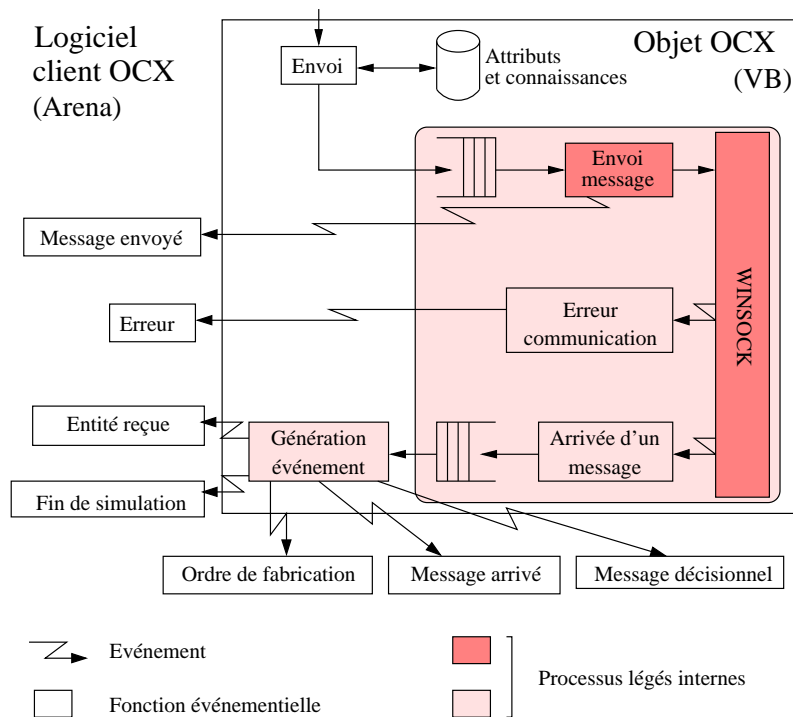 Logiciel
client OCX
(Arena)
Objet OCX
(VB)
Envoi
Attributs
et connaissances
Envoi
message
Message envoyé
WINSOCK
Erreur
Erreur
communication
Entité reçue
Génération
événement
Arrivée d'un
message
Fin de simulation
Ordre de fabrication
Message arrivé
Message décisionnel
Evénement
Fonction événementielle
Processus légés internes